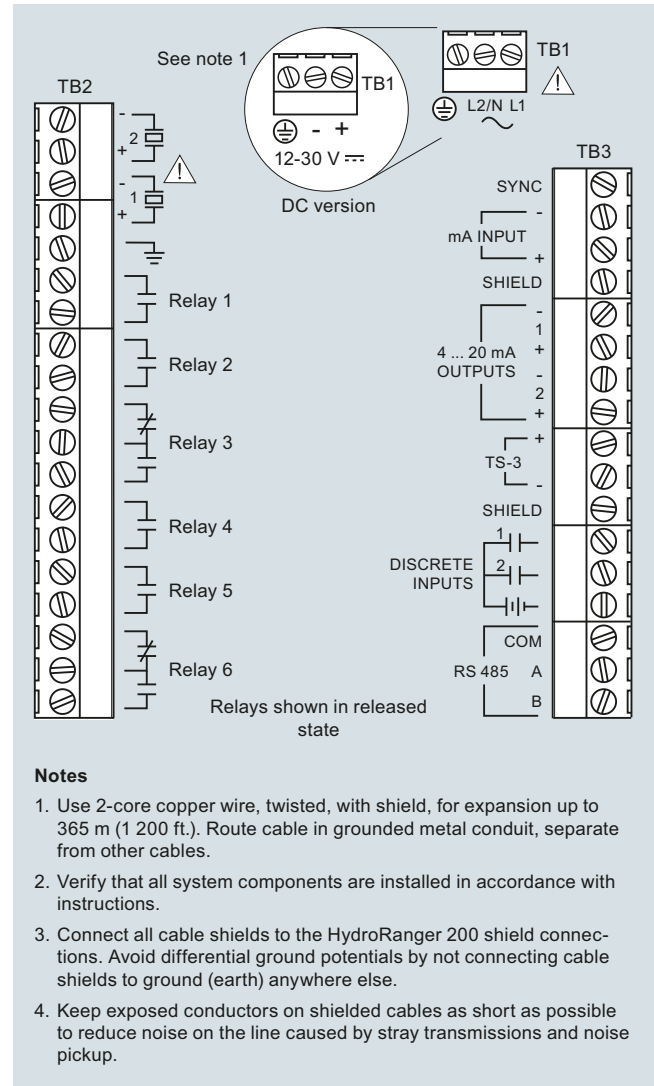 See note 1
TB1
12-30 V
DC version
TB1
L2/N L1
TB2
-
2
+
-
1
+
Relay 1
Relay 2
Relay 3
Relay 4
Relay 5
Relay 6
Relays shown in released
state
TB3
SYNC
-
mA INPUT
+
SHIELD
-
1
+
4 ... 20 mA
OUTPUTS
-
2
+
+
TS-3
-
SHIELD
1
DISCRETE
INPUTS
2
COM
RS 485 A
B
Notes
1. Use 2-core copper wire, twisted, with shield, for expansion up to
365 m (1 200 ft.). Route cable in grounded metal conduit, separate
from other cables.
2. Verify that all system components are installed in accordance with
instructions.
3. Connect all cable shields to the HydroRanger 200 shield connec-
tions. Avoid differential ground potentials by not connecting cable
shields to ground (earth) anywhere else.
4. Keep exposed conductors on shielded cables as short as possible
to reduce noise on the line caused by stray transmissions and noise
pickup.